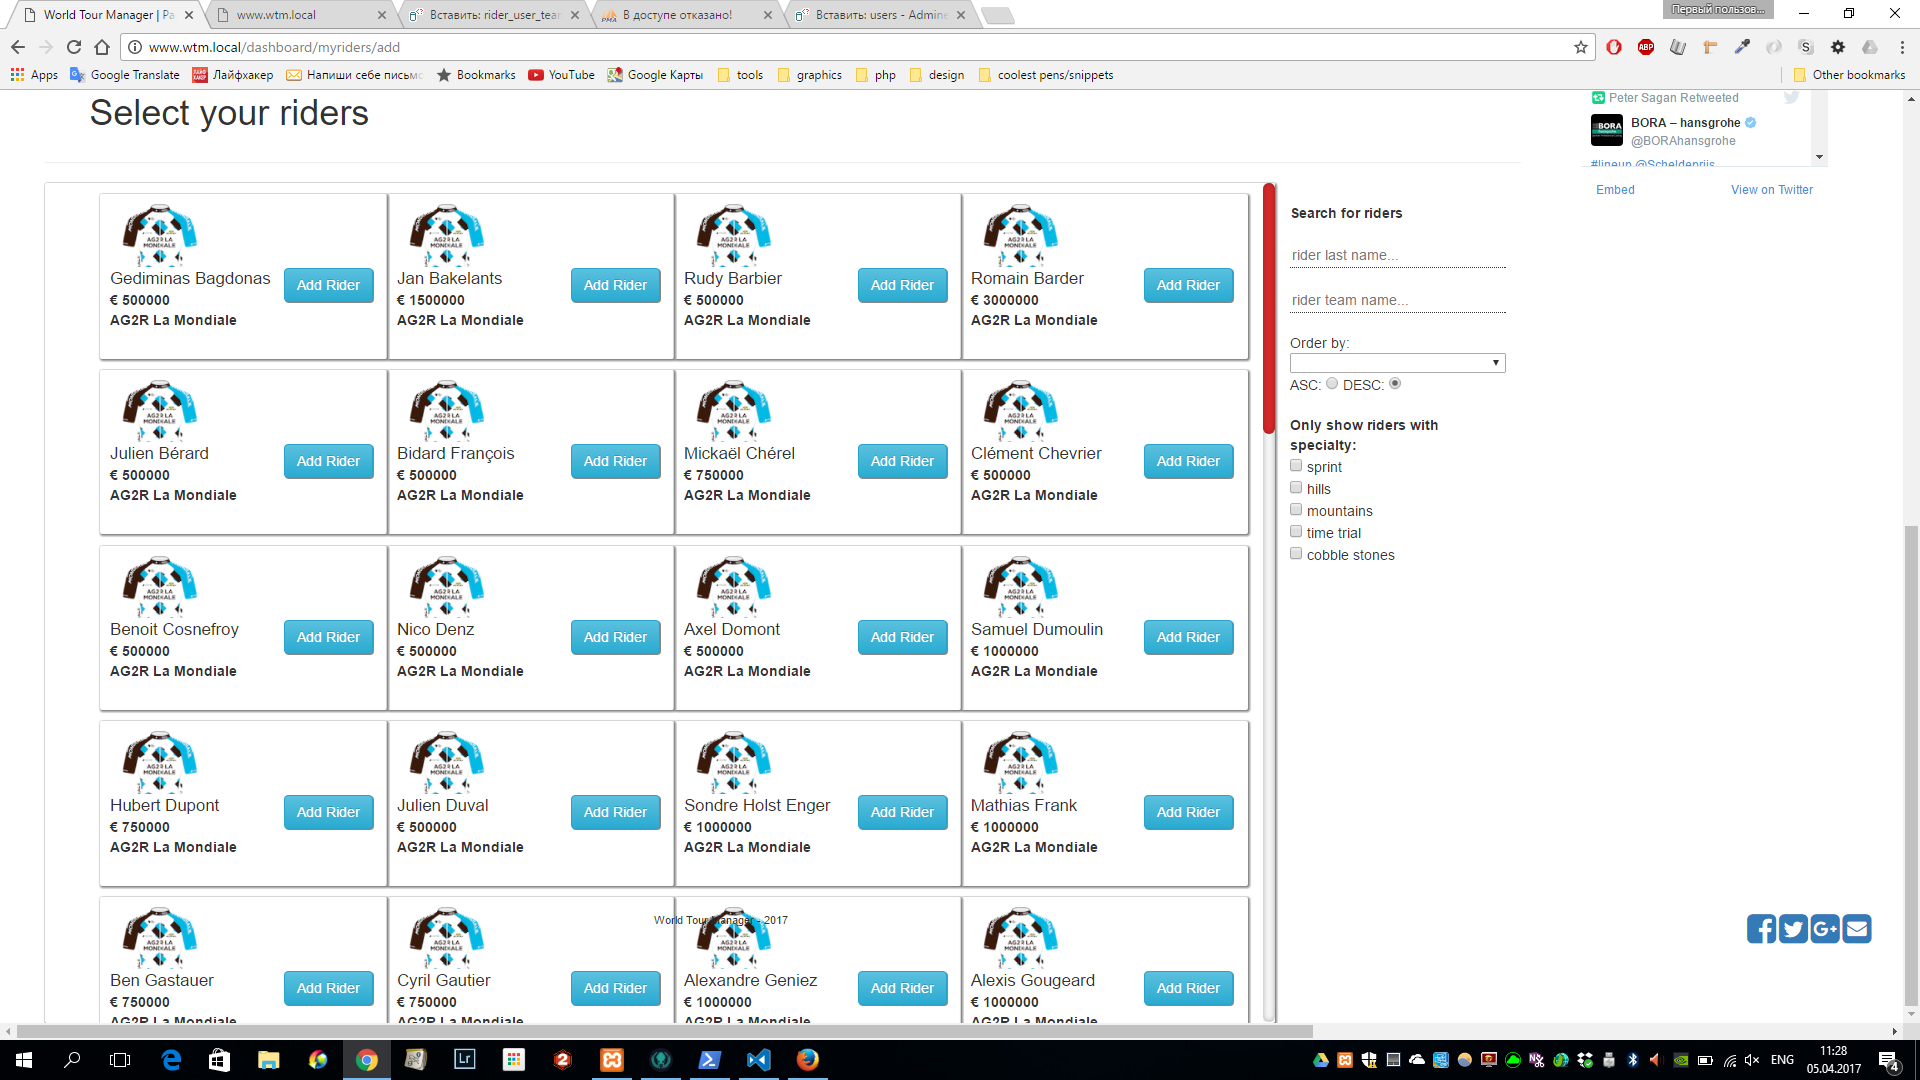 World Tour Manager | Pa
www.wtm.local
Вставить: rider_user_tea
В доступе отказано!
Вставить: users - Admine
Первый пользов...
www.wtm.local/dashboard/myriders/add
Apps
Google Translate
Лайфхакер
Напиши себе письмо
Bookmarks
YouTube
Google Карты
tools
graphics
php
design
coolest pens/snippets
Other bookmarks
Select your riders
Peter Sagan Retweeted
BORA – hansgrohe
@BORAhansgrohe
#lineup @Scheldeprijs
Embed
View on Twitter
Gediminas Bagdonas
€ 500000
AG2R La Mondiale
Add Rider
Jan Bakelants
€ 1500000
AG2R La Mondiale
Add Rider
Rudy Barbier
€ 500000
AG2R La Mondiale
Add Rider
Romain Barder
€ 3000000
AG2R La Mondiale
Add Rider
Julien Bérard
€ 500000
AG2R La Mondiale
Add Rider
Bidard François
€ 500000
AG2R La Mondiale
Add Rider
Mickaël Chérel
€ 750000
AG2R La Mondiale
Add Rider
Clément Chevrier
€ 500000
AG2R La Mondiale
Add Rider
Benoit Cosnefroy
€ 500000
AG2R La Mondiale
Add Rider
Nico Denz
€ 500000
AG2R La Mondiale
Add Rider
Axel Domont
€ 500000
AG2R La Mondiale
Add Rider
Samuel Dumoulin
€ 1000000
AG2R La Mondiale
Add Rider
Hubert Dupont
€ 750000
AG2R La Mondiale
Add Rider
Julien Duval
€ 500000
AG2R La Mondiale
Add Rider
Sondre Holst Enger
€ 1000000
AG2R La Mondiale
Add Rider
Mathias Frank
€ 1000000
AG2R La Mondiale
Add Rider
World Tour Manager - 2017
Ben Gastauer
€ 750000
AG2R La Mondiale
Add Rider
Cyril Gautier
€ 750000
AG2R La Mondiale
Add Rider
Alexandre Geniez
€ 1000000
AG2R La Mondiale
Add Rider
Alexis Gougeard
€ 1000000
AG2R La Mondiale
Add Rider
Search for riders
rider last name...
rider team name...
Order by:
ASC: DESC:
Only show riders with
specialty:
sprint
hills
mountains
time trial
cobble stones
ENG
11:28
05.04.2017
4